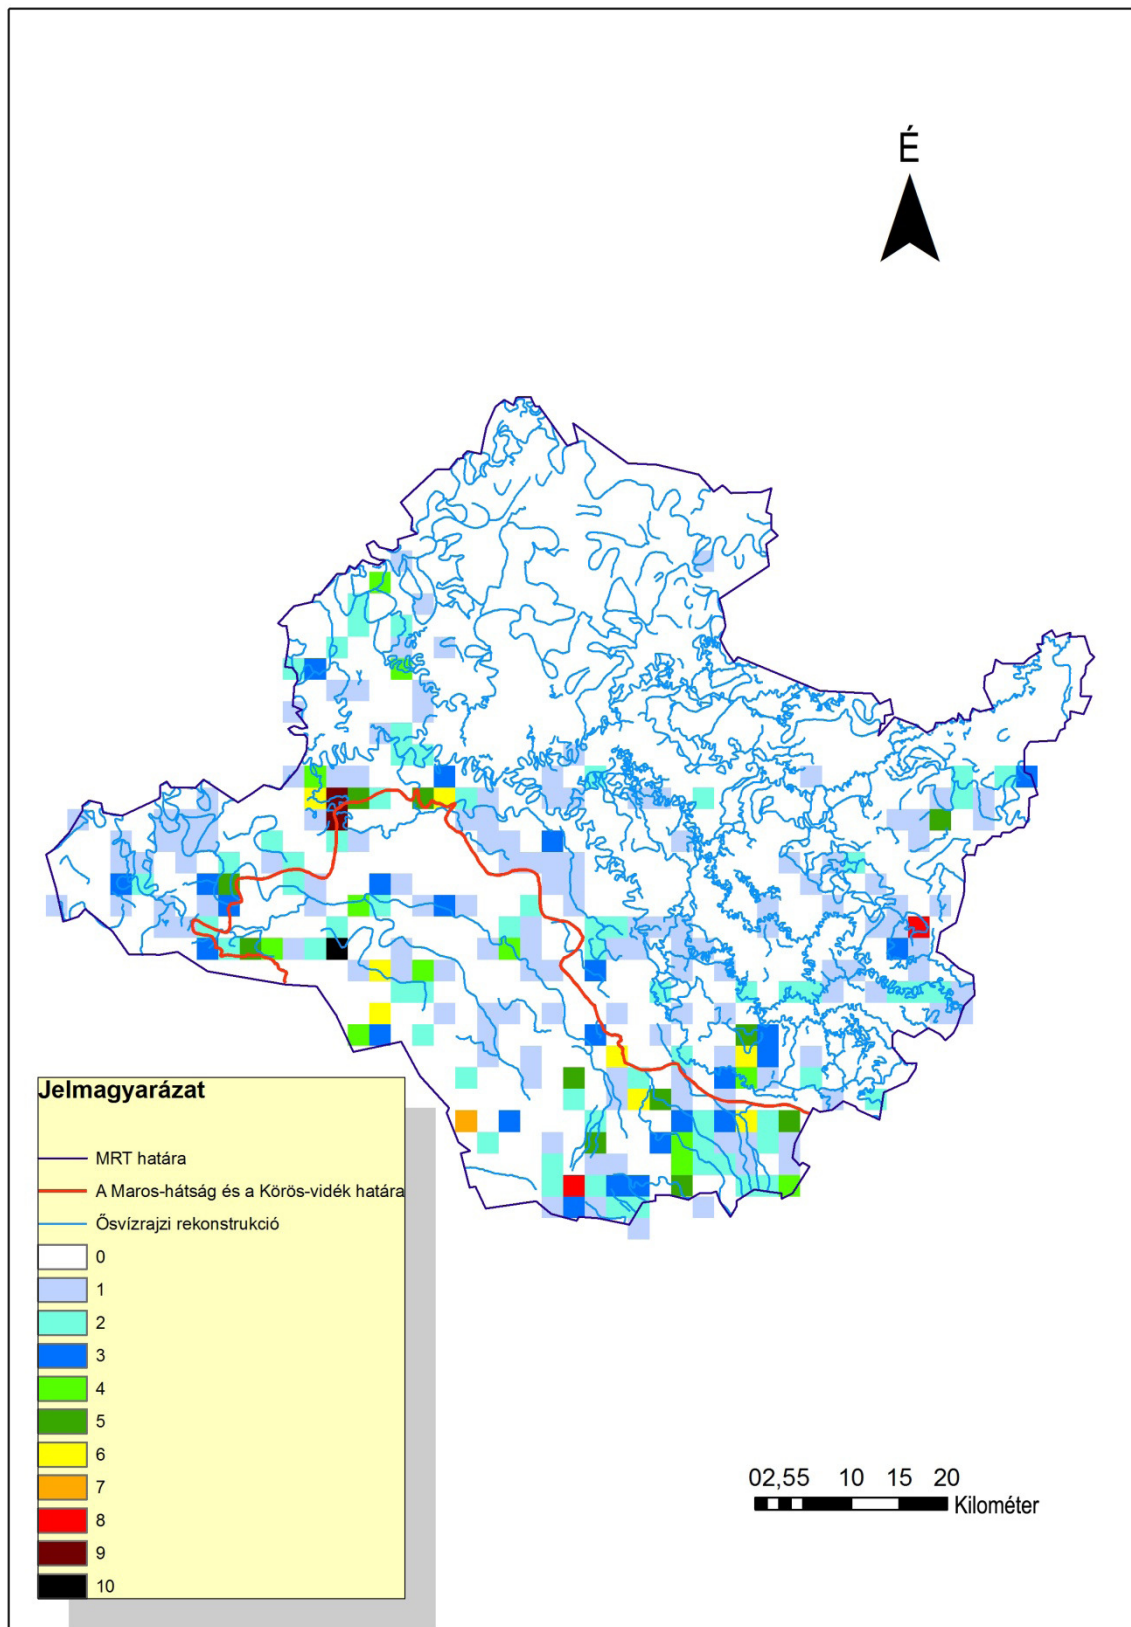 É
Jelmagyarázat
MRT határa
A Maros-hátság és a Körös-vidék határa
Ősvízrajzi rekonstrukció
0
1
2
3
4
5
6
7
8
9
10
02,55 10 15 20
Kilométer